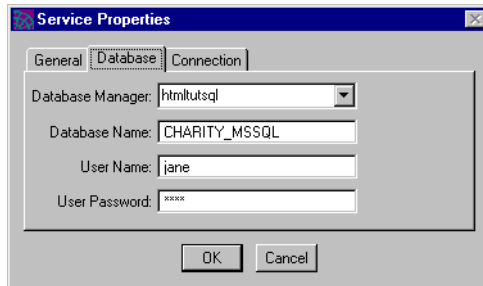 Service Properties
General Database Connection
Database Manager: htmltutsql
Database Name: CHARITY_MSSQL
User Name: jane
User Password: ****
OK Cancel